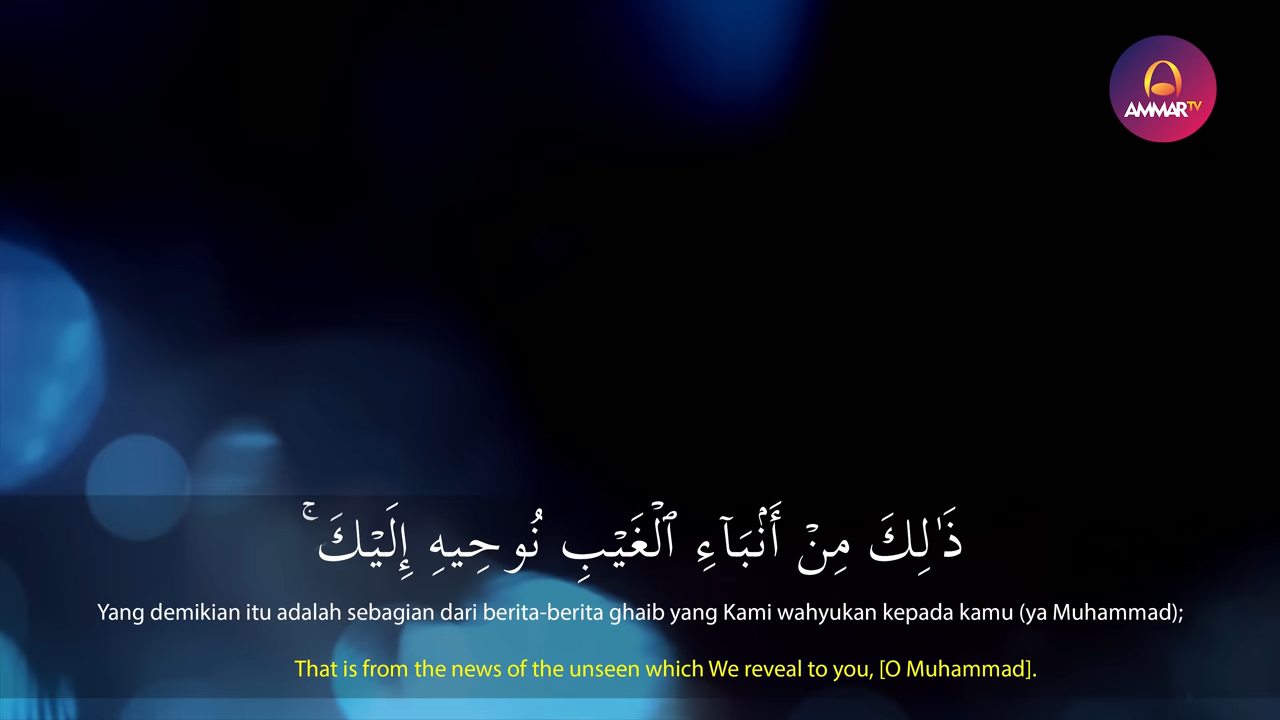 AMMAR TV
ذَٰلِكَ مِنْ أَنۢبَآءِ ٱلْغَيْبِ نُوحِيهِ إِلَيْكَ ۚ
Yang demikian itu adalah sebagian dari berita-berita ghaib yang Kami wahyukan kepada kamu (ya Muhammad);
That is from the news of the unseen which We reveal to you, [O Muhammad].